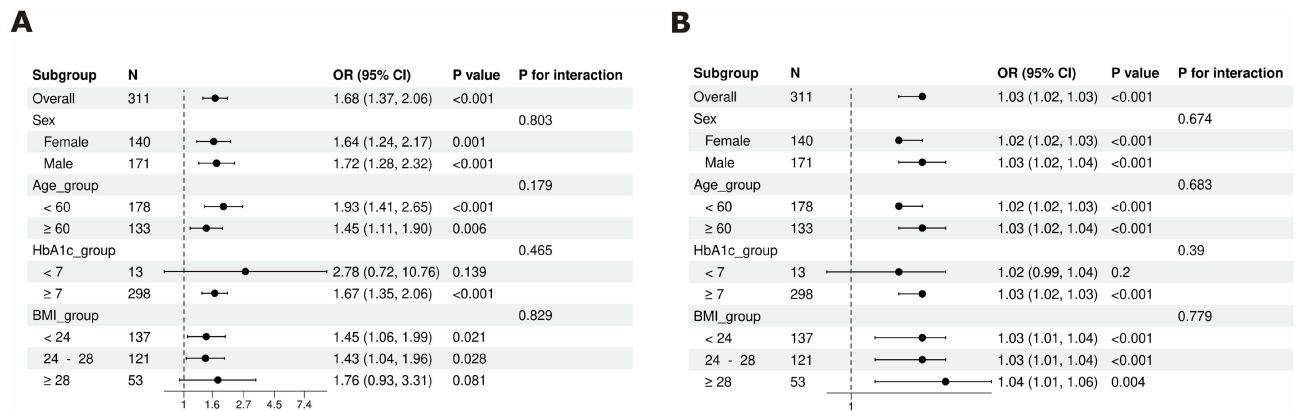 A
Subgroup N OR (95% CI) P value P for interaction
Overall 311 1.68 (1.37, 2.06) <0.001
Sex 0.803
Female 140 1.64 (1.24, 2.17) 0.001
Male 171 1.72 (1.28, 2.32) <0.001
Age_group 0.179
< 60 178 1.93 (1.41, 2.65) <0.001
≥ 60 133 1.45 (1.11, 1.90) 0.006
HbA1c_group 0.465
< 7 13 2.78 (0.72, 10.76) 0.139
≥ 7 298 1.67 (1.35, 2.06) <0.001
BMI_group 0.829
< 24 137 1.45 (1.06, 1.99) 0.021
24 - 28 121 1.43 (1.04, 1.96) 0.028
≥ 28 53 1.76 (0.93, 3.31) 0.081
1 1.6 2.7 4.5 7.4
B
Subgroup N OR (95% CI) P value P for interaction
Overall 311 1.03 (1.02, 1.03) <0.001
Sex 0.674
Female 140 1.02 (1.02, 1.03) <0.001
Male 171 1.03 (1.02, 1.04) <0.001
Age_group 0.683
< 60 178 1.02 (1.02, 1.03) <0.001
≥ 60 133 1.03 (1.02, 1.04) <0.001
HbA1c_group 0.39
< 7 13 1.02 (0.99, 1.04) 0.2
≥ 7 298 1.03 (1.02, 1.03) <0.001
BMI_group 0.779
< 24 137 1.03 (1.01, 1.04) <0.001
24 - 28 121 1.03 (1.01, 1.04) <0.001
≥ 28 53 1.04 (1.01, 1.06) 0.004
1